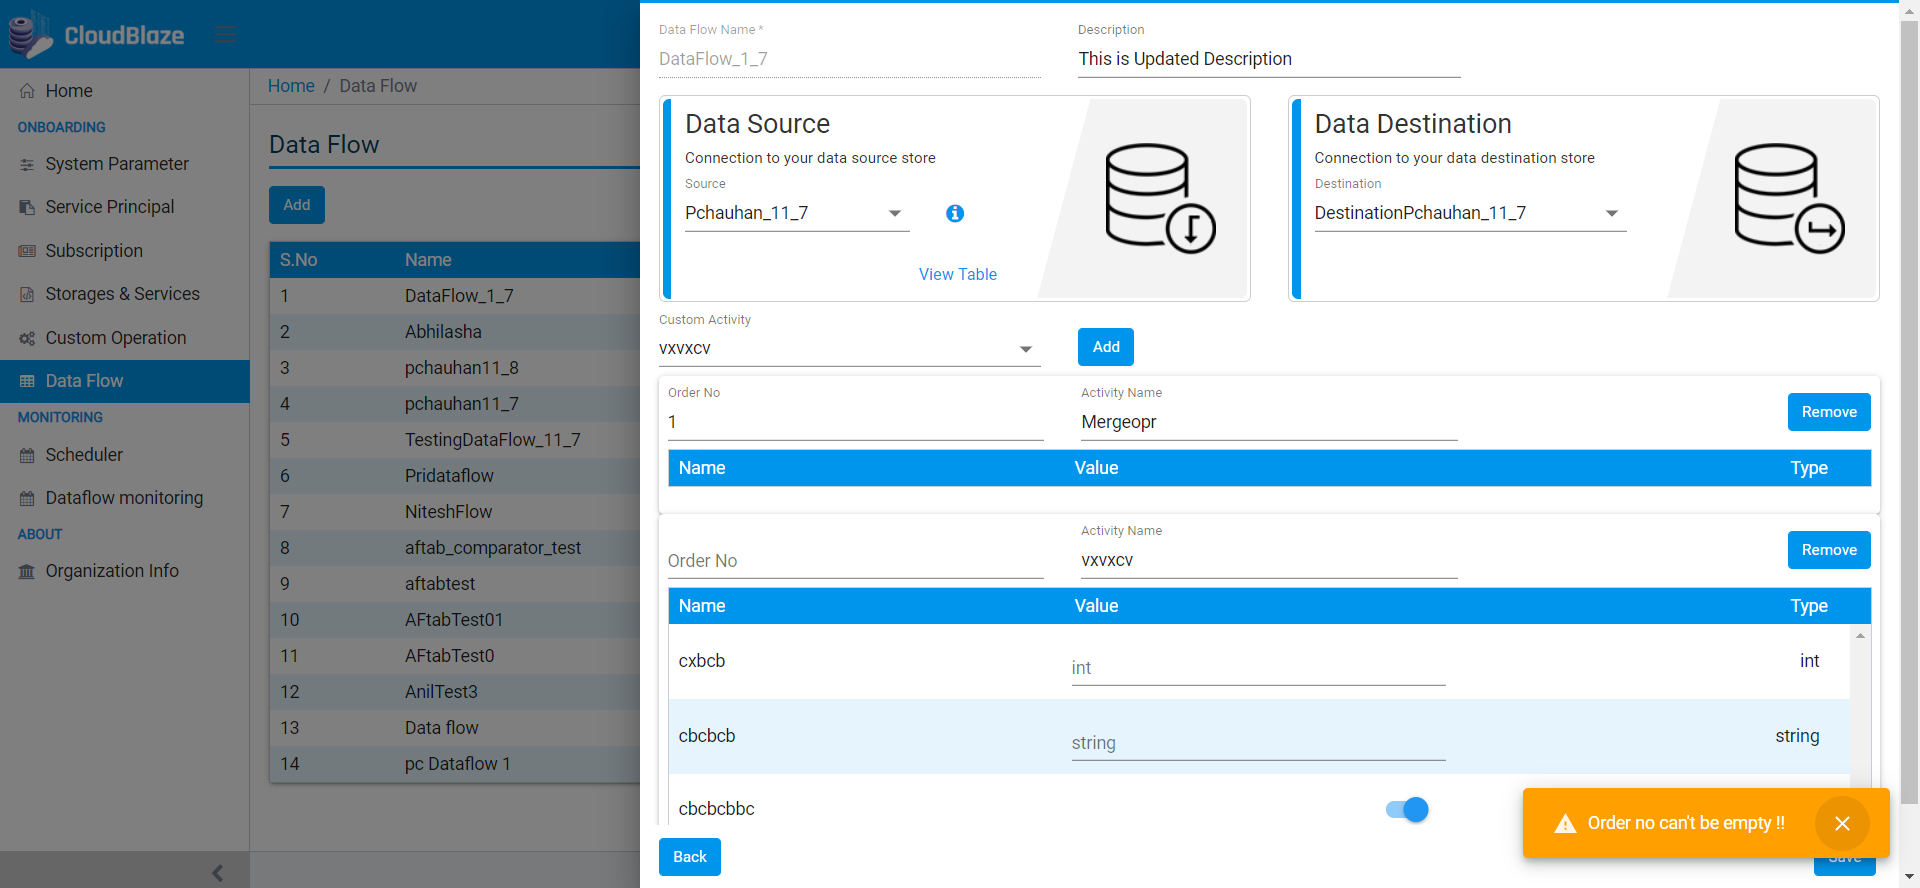 CloudBlaze
Home
ONBOARDING
System Parameter
Service Principal
Subscription
Storages & Services
Custom Operation
Data Flow
MONITORING
Scheduler
Dataflow monitoring
ABOUT
Organization Info
Home / Data Flow
Data Flow
Add
S.No Name
1 DataFlow_1_7
2 Abhilasha
3 pchauhan11_8
4 pchauhan11_7
5 TestingDataFlow_11_7
6 Pridataflow
7 NiteshFlow
8 aftab_comparator_test
9 aftabtest
10 AFtabTest01
11 AFtabTest0
12 AnilTest3
13 Data flow
14 pc Dataflow 1
Data Flow Name *
DataFlow_1_7
Description
This is Updated Description
Data Source
Connection to your data source store
Source
Pchauhan_11_7
View Table
Data Destination
Connection to your data destination store
Destination
DestinationPchauhan_11_7
Custom Activity
vxvxcv
Add
Order No
1
Activity Name
Mergeopr
Remove
Name Value Type
Order No
Activity Name
vxvxcv
Remove
Name Value Type
cxbcb int int
cbcbcb string string
cbcbcbbc
Order no can't be empty !!
Back
Save